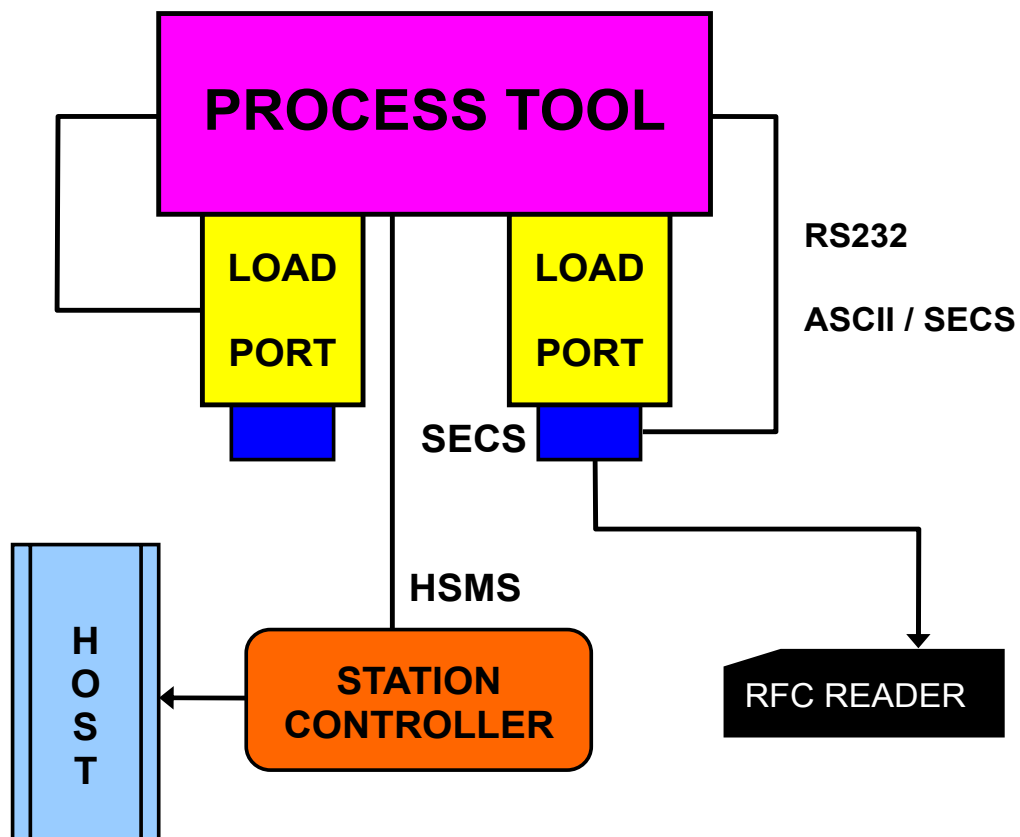 PROCESS TOOL
LOAD
PORT
LOAD
PORT
RS232
ASCII / SECS
SECS
HSMS
H
O
S
T
STATION
CONTROLLER
RFC READER